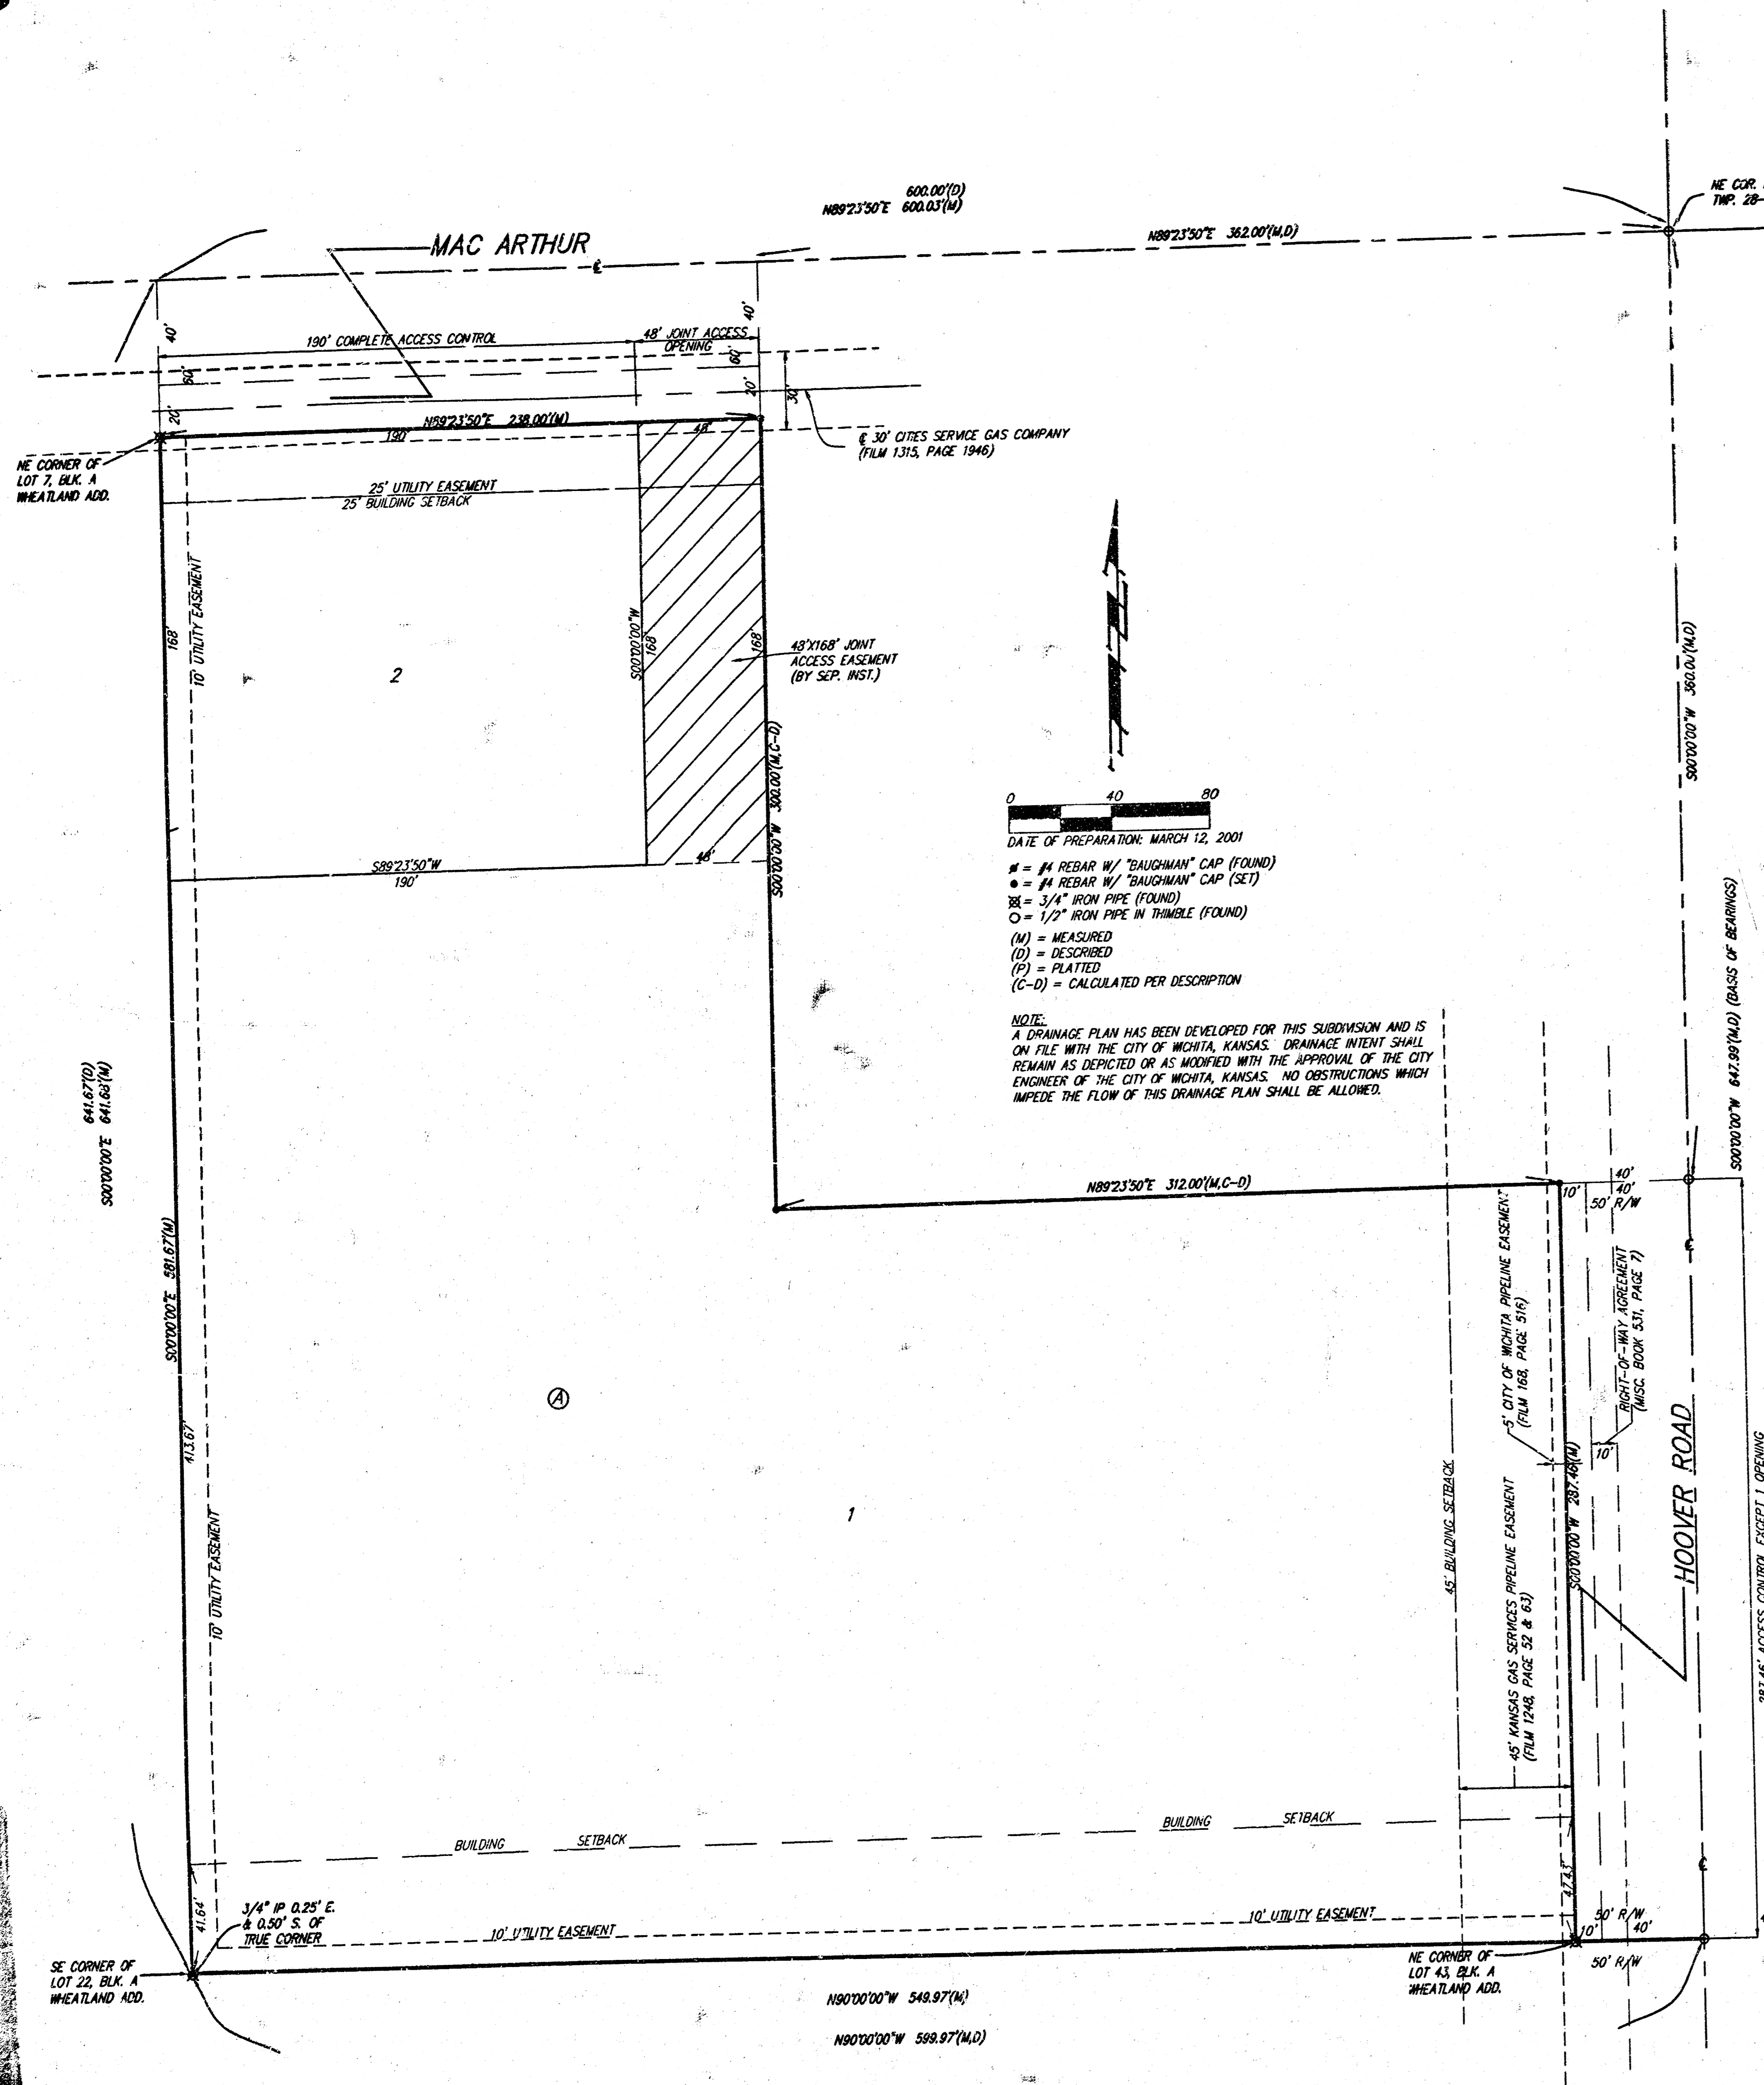 600.00'(D)
N89°23'50"E 600.03'(M)
NE COR.
TWP. 28-
N89°23'50"E 362.00'(M,D)
MAC ARTHUR
℄
40'
40'
190' COMPLETE ACCESS CONTROL
48' JOINT ACCESS
OPENING
60'
60'
20'
20'
30'
N89°23'50"E 238.00'(M)
190'
48'
℄ 30' CITIES SERVICE GAS COMPANY
(FILM 1315, PAGE 1946)
NE CORNER OF
LOT 7, BLK. A
WHEATLAND ADD.
25' UTILITY EASEMENT
25' BUILDING SETBACK
10' UTILITY EASEMENT
168'
S00°00'00"W
168'
168'
2
48'X168' JOINT
ACCESS EASEMENT
(BY SEP. INST.)
S00°00'00"W 360.00'(M,D)
S00°00'00"W 300.00'(M,C-D)
0 40 80
DATE OF PREPARATION: MARCH 12, 2001
= #4 REBAR W/ "BAUGHMAN" CAP (FOUND)
= #4 REBAR W/ "BAUGHMAN" CAP (SET)
= 3/4" IRON PIPE (FOUND)
= 1/2" IRON PIPE IN THIMBLE (FOUND)
(M) = MEASURED
(D) = DESCRIBED
(P) = PLATTED
(C-D) = CALCULATED PER DESCRIPTION
S89°23'50"W
190'
48'
NOTE:
A DRAINAGE PLAN HAS BEEN DEVELOPED FOR THIS SUBDIVISION AND IS
ON FILE WITH THE CITY OF WICHITA, KANSAS. DRAINAGE INTENT SHALL
REMAIN AS DEPICTED OR AS MODIFIED WITH THE APPROVAL OF THE CITY
ENGINEER OF THE CITY OF WICHITA, KANSAS. NO OBSTRUCTIONS WHICH
IMPEDE THE FLOW OF THIS DRAINAGE PLAN SHALL BE ALLOWED.
S00°00'00"W 647.99'(M,D) (BASIS OF BEARINGS)
641.67'(D)
S00°00'00"E 641.68'(M)
S00°00'00"E 581.67'(M)
N89°23'50"E 312.00'(M,C-D)
10'
40'
40'
50' R/W
℄
5' CITY OF WICHITA PIPELINE EASEMENT
(FILM 168, PAGE 516)
RIGHT-OF-WAY AGREEMENT
(MISC. BOOK 531, PAGE 7)
10'
A
413.67'
10' UTILITY EASEMENT
1
45' BUILDING SETBACK
45' KANSAS GAS SERVICES PIPELINE EASEMENT
(FILM 1248, PAGE 52 & 63)
S00°00'00"W 287.46'(M)
HOOVER ROAD
287.46' ACCESS CONTROL EXCEPT 1 OPENING
BUILDING SETBACK
BUILDING SETBACK
℄
41.64'
47.43'
3/4" IP 0.25' E.
& 0.50' S. OF
TRUE CORNER
10' UTILITY EASEMENT
10' UTILITY EASEMENT
50' R/W
10'
40'
50' R/W
SE CORNER OF
LOT 22, BLK. A
WHEATLAND ADD.
NE CORNER OF
LOT 43, BLK. A
WHEATLAND ADD.
N90°00'00"W 549.97'(M)
N90°00'00"W 599.97'(M,D)